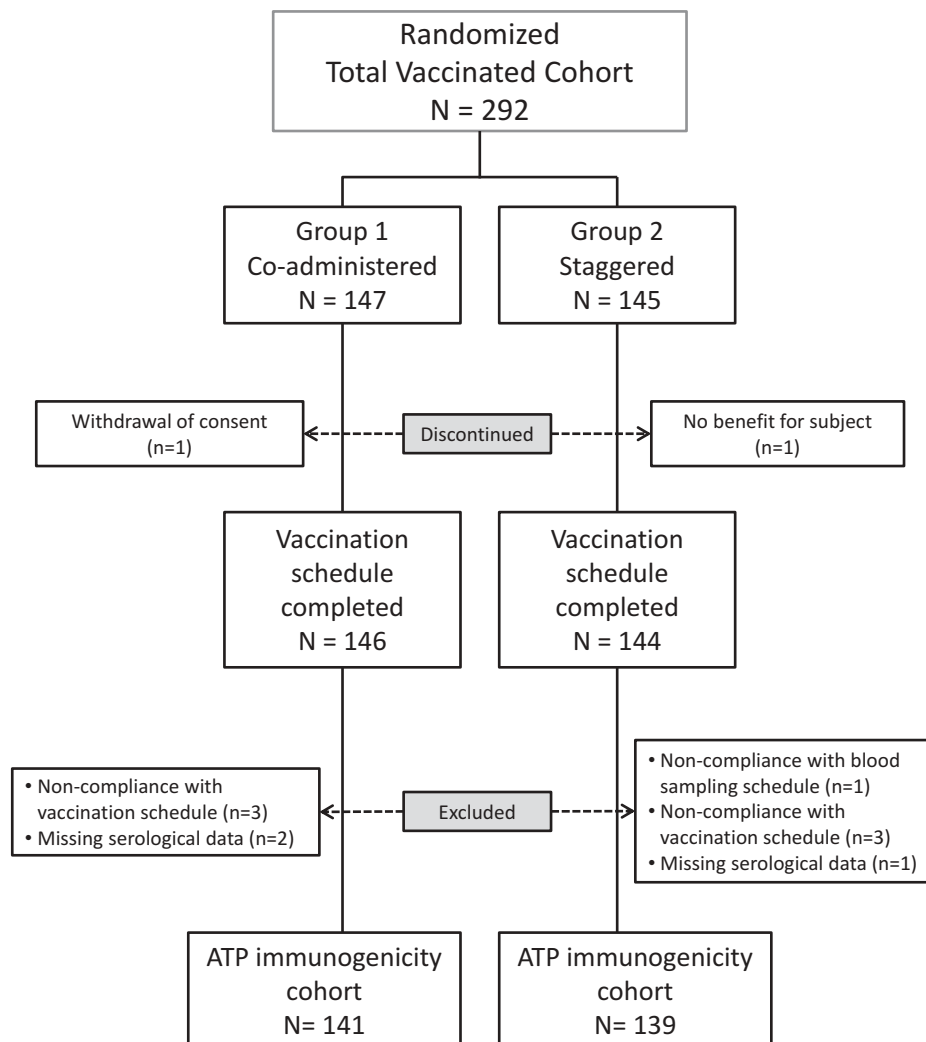 Randomized
Total Vaccinated Cohort
N = 292
Group 1
Co-administered
N = 147
Group 2
Staggered
N = 145
Withdrawal of consent
(n=1)
Discontinued
No benefit for subject
(n=1)
Vaccination
schedule
completed
N = 146
Vaccination
schedule
completed
N = 144
• Non-compliance with
vaccination schedule (n=3)
• Missing serological data (n=2)
Excluded
• Non-compliance with blood
sampling schedule (n=1)
• Non-compliance with
vaccination schedule (n=3)
• Missing serological data (n=1)
ATP immunogenicity
cohort
N= 141
ATP immunogenicity
cohort
N= 139